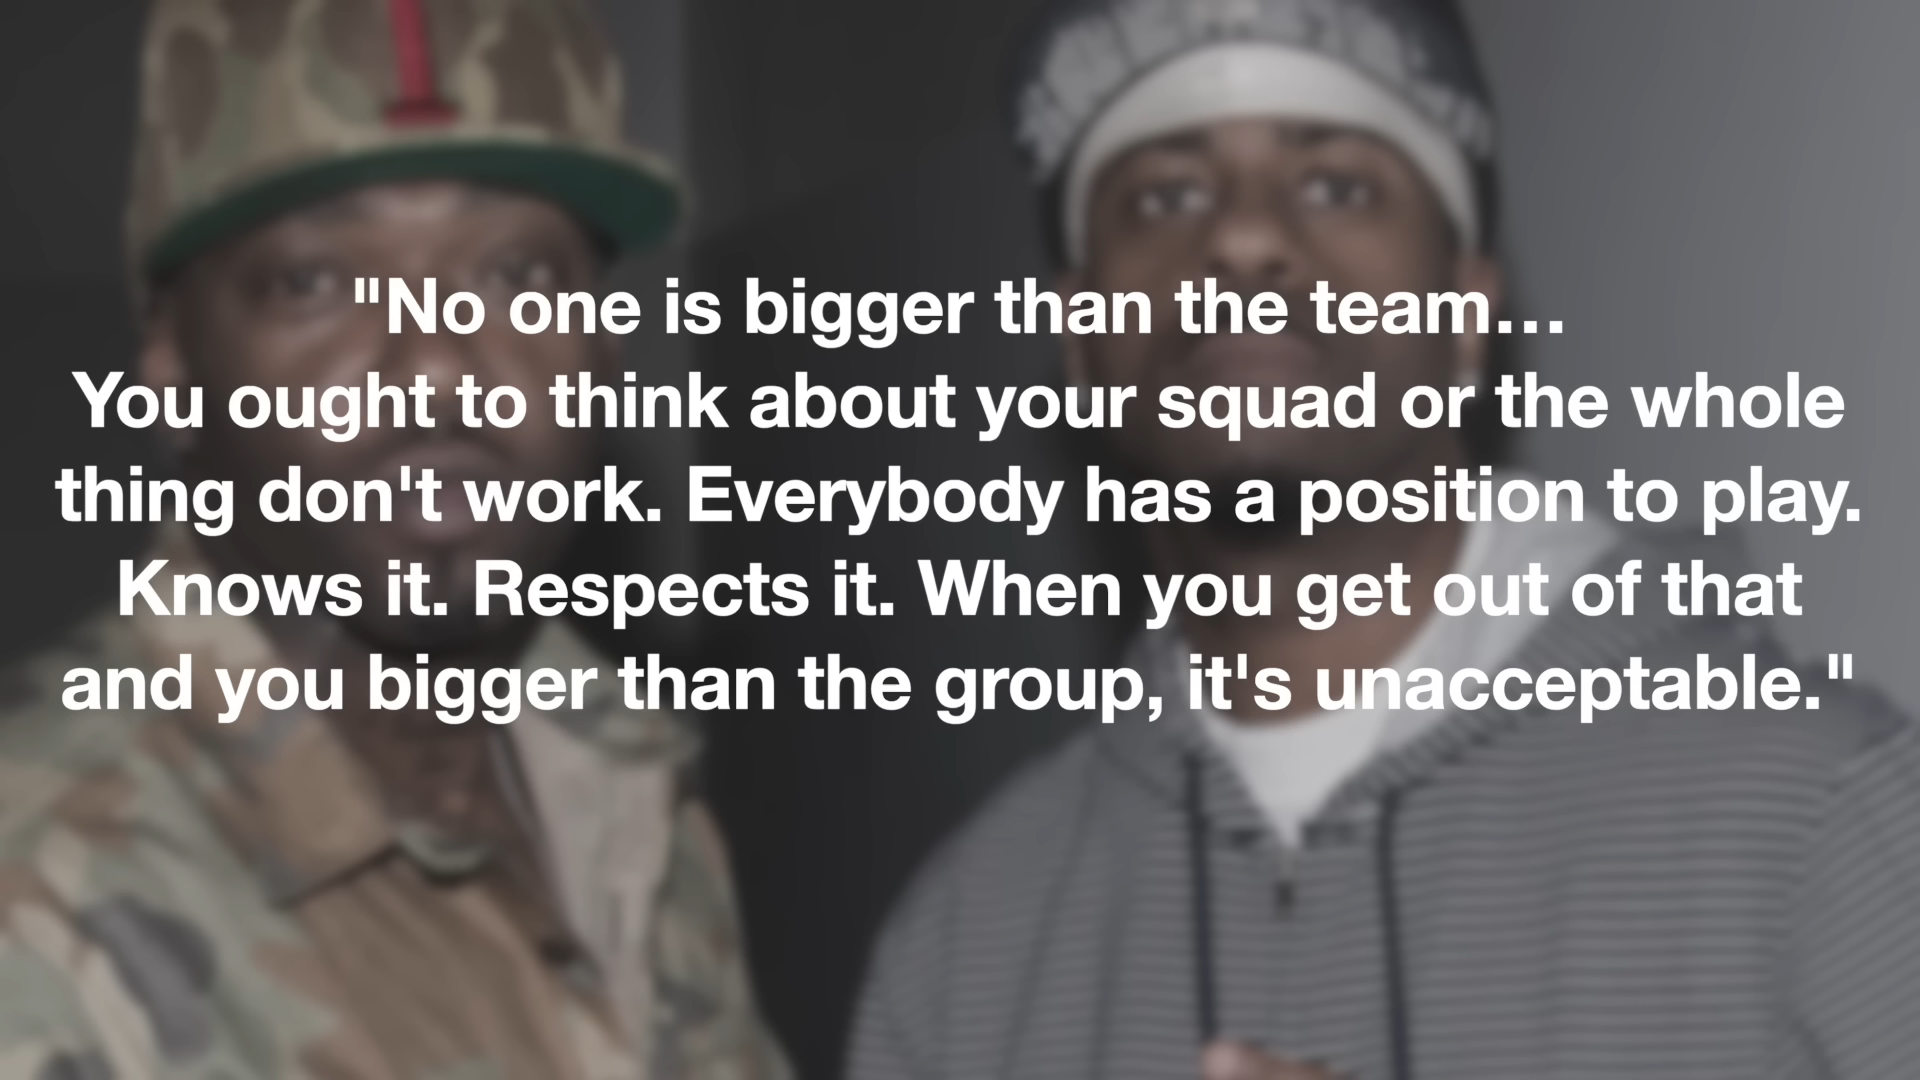 "No one is bigger than the team…
You ought to think about your squad or the whole
thing don't work. Everybody has a position to play.
Knows it. Respects it. When you get out of that
and you bigger than the group, it's unacceptable."